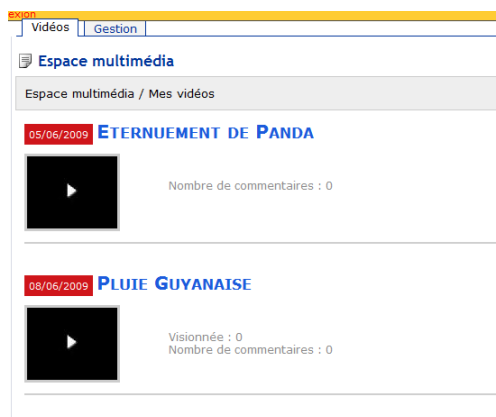 exion
Vidéos Gestion
Espace multimédia
Espace multimédia / Mes vidéos
05/06/2009 ETERNUEMENT DE PANDA
Nombre de commentaires : 0
08/06/2009 PLUIE GUYANAISE
Visionnée : 0
Nombre de commentaires : 0